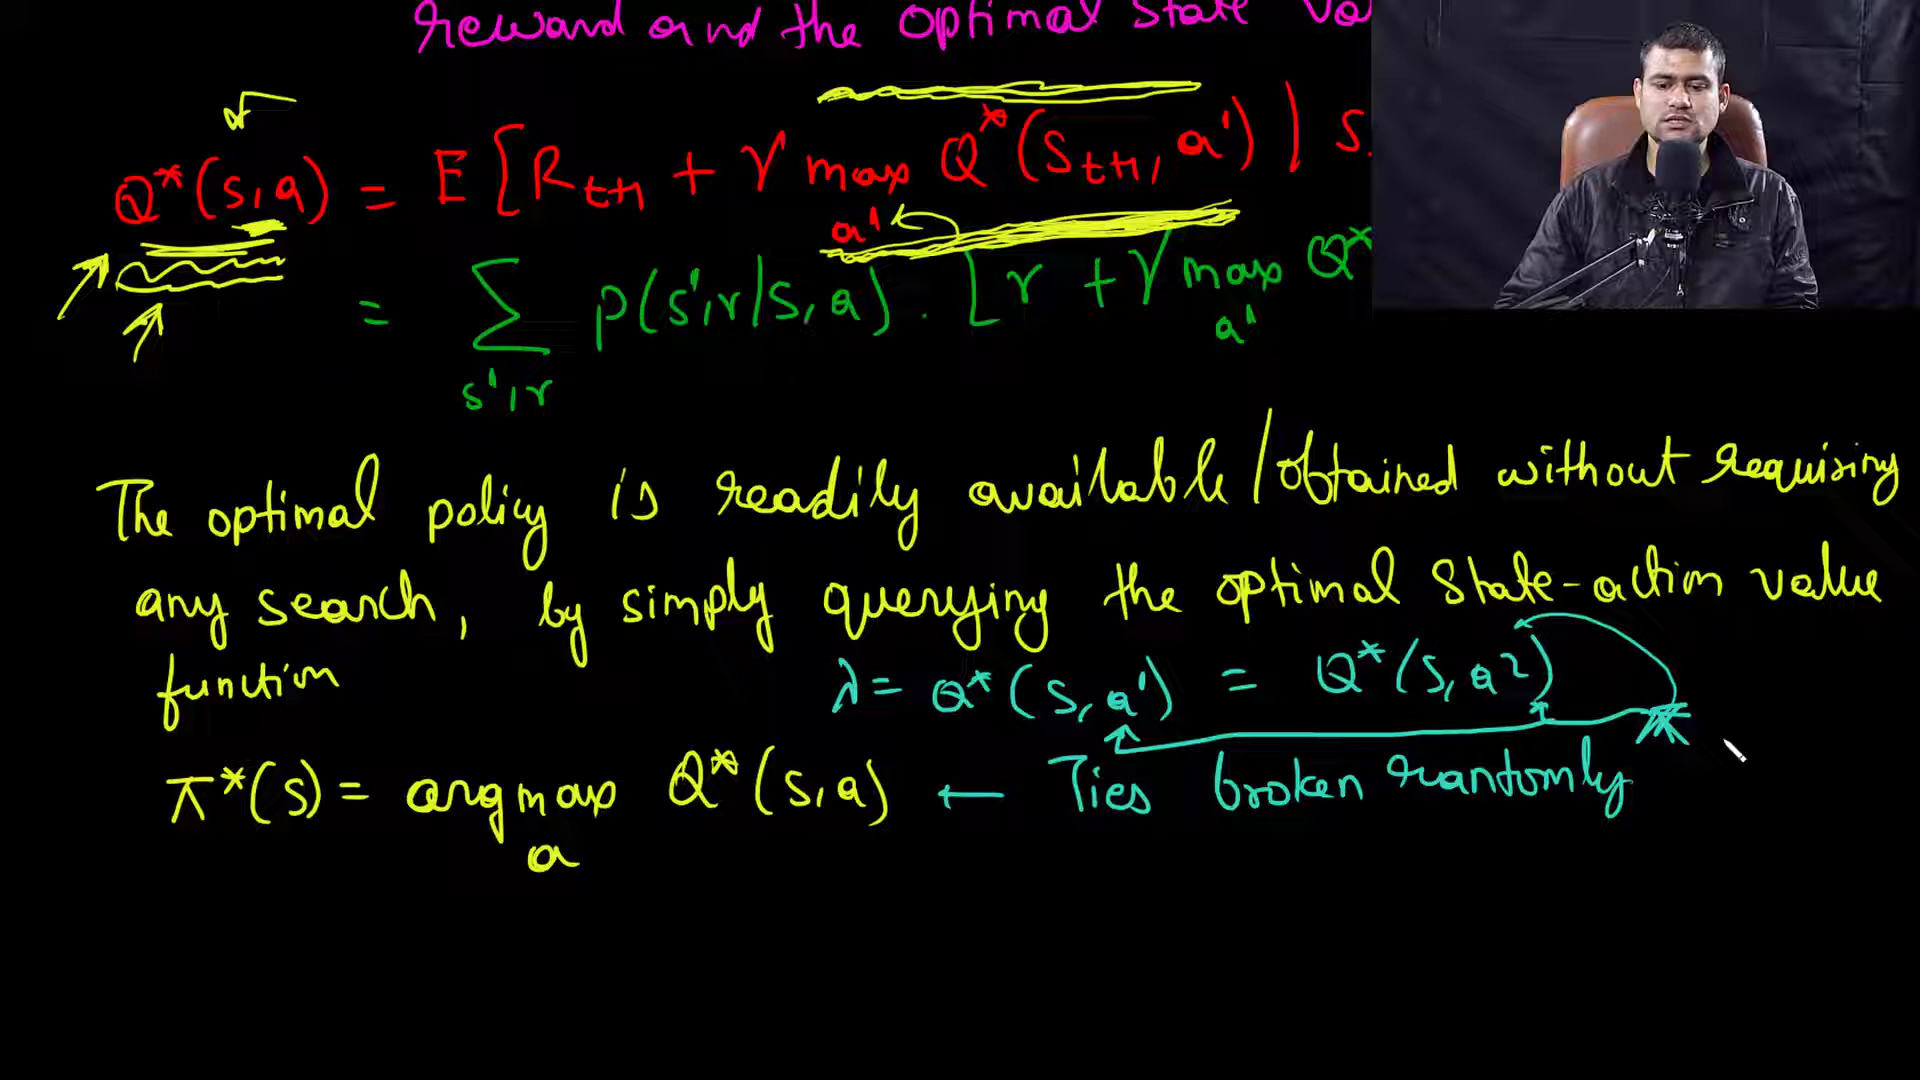 reward and the optimal state
Q*(s,a) = E[R_{t+1} + γ max_{a'} Q*(S_{t+1}, a') | S
= Σ_{s',r} p(s',r|s,a) . [r + γ max_{a'} Q*
The optimal policy is readily available/obtained without requiring
any search, by simply querying the optimal state-action value
function
λ = Q*(s,a') = Q*(s,a2)
π*(s) = argmax_a Q*(s,a) ← Ties broken randomly